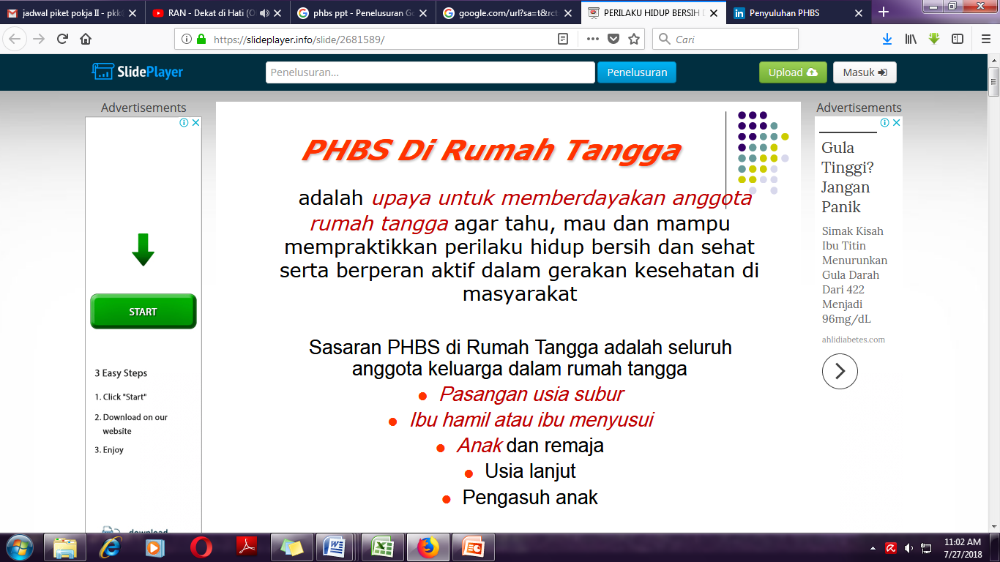 jadwal piket pokja II - pkk
RAN - Dekat di Hati (O
phbs ppt - Penelusuran Go
google.com/url?sa=t&rct
PERILAKU HIDUP BERSIH D
Penyuluhan PHBS
https://slideplayer.info/slide/2681589/
Cari
SlidePlayer
Penelusuran...
Penelusuran
Upload
Masuk
Advertisements
START
3 Easy Steps
1. Click "Start"
2. Download on our
website
3. Enjoy
download
PHBS Di Rumah Tangga
adalah upaya untuk memberdayakan anggota
rumah tangga agar tahu, mau dan mampu
mempraktikkan perilaku hidup bersih dan sehat
serta berperan aktif dalam gerakan kesehatan di
masyarakat
Sasaran PHBS di Rumah Tangga adalah seluruh
anggota keluarga dalam rumah tangga
• Pasangan usia subur
• Ibu hamil atau ibu menyusui
• Anak dan remaja
• Usia lanjut
• Pengasuh anak
Advertisements
Gula
Tinggi?
Jangan
Panik
Simak Kisah
Ibu Titin
Menurunkan
Gula Darah
Dari 422
Menjadi
96mg/dL
ahlidiabetes.com
11:02 AM
7/27/2018